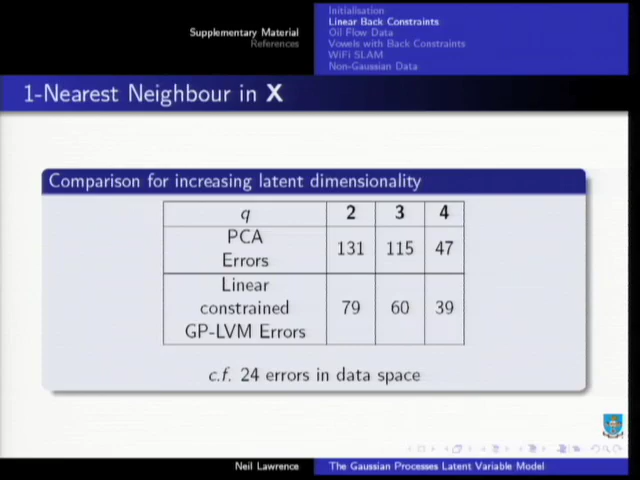 Supplementary Material
References
Initialisation
Linear Back Constraints
Oil Flow Data
Vowels with Back Constraints
WiFi SLAM
Non-Gaussian Data
1-Nearest Neighbour in X
Comparison for increasing latent dimensionality
q 2 3 4
PCA
Errors 131 115 47
Linear
constrained 79 60 39
GP-LVM Errors
c.f. 24 errors in data space
Neil Lawrence
The Gaussian Processes Latent Variable Model